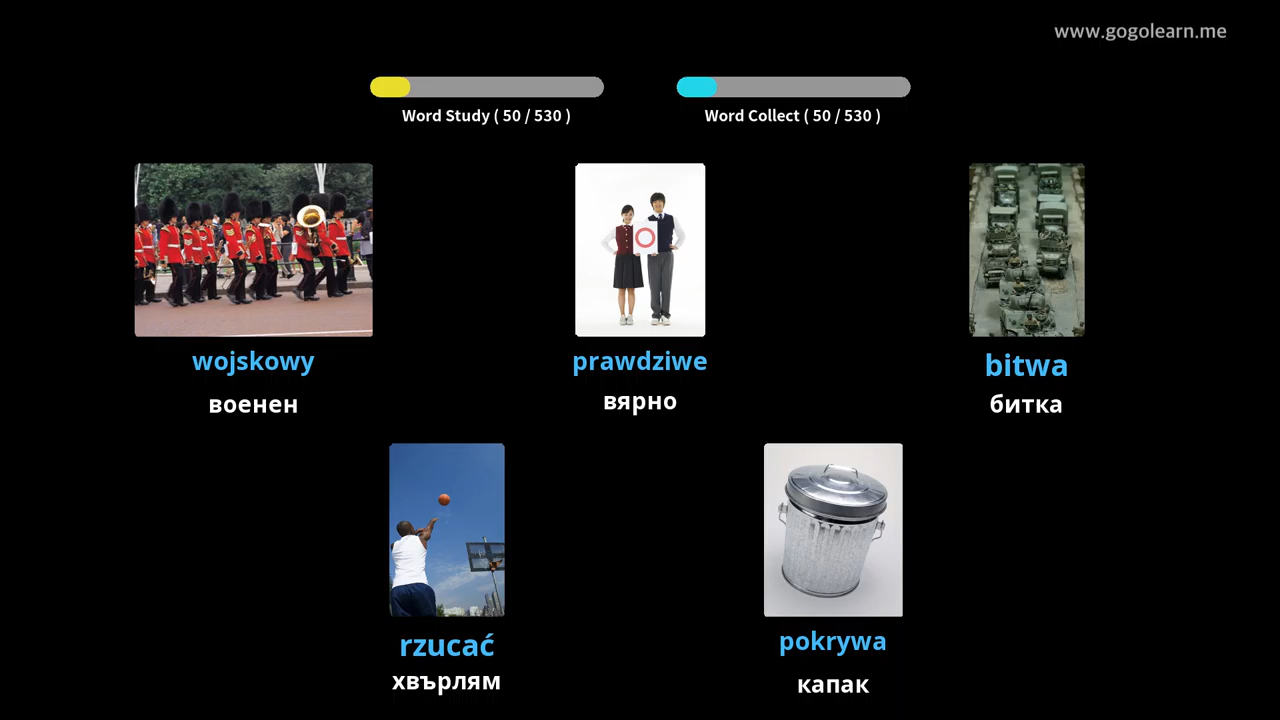 www.gogolearn.me
Word Study ( 50 / 530 )
Word Collect ( 50 / 530 )
wojskowy
военен
prawdziwe
вярно
bitwa
битка
rzucać
хвърлям
pokrywa
капак